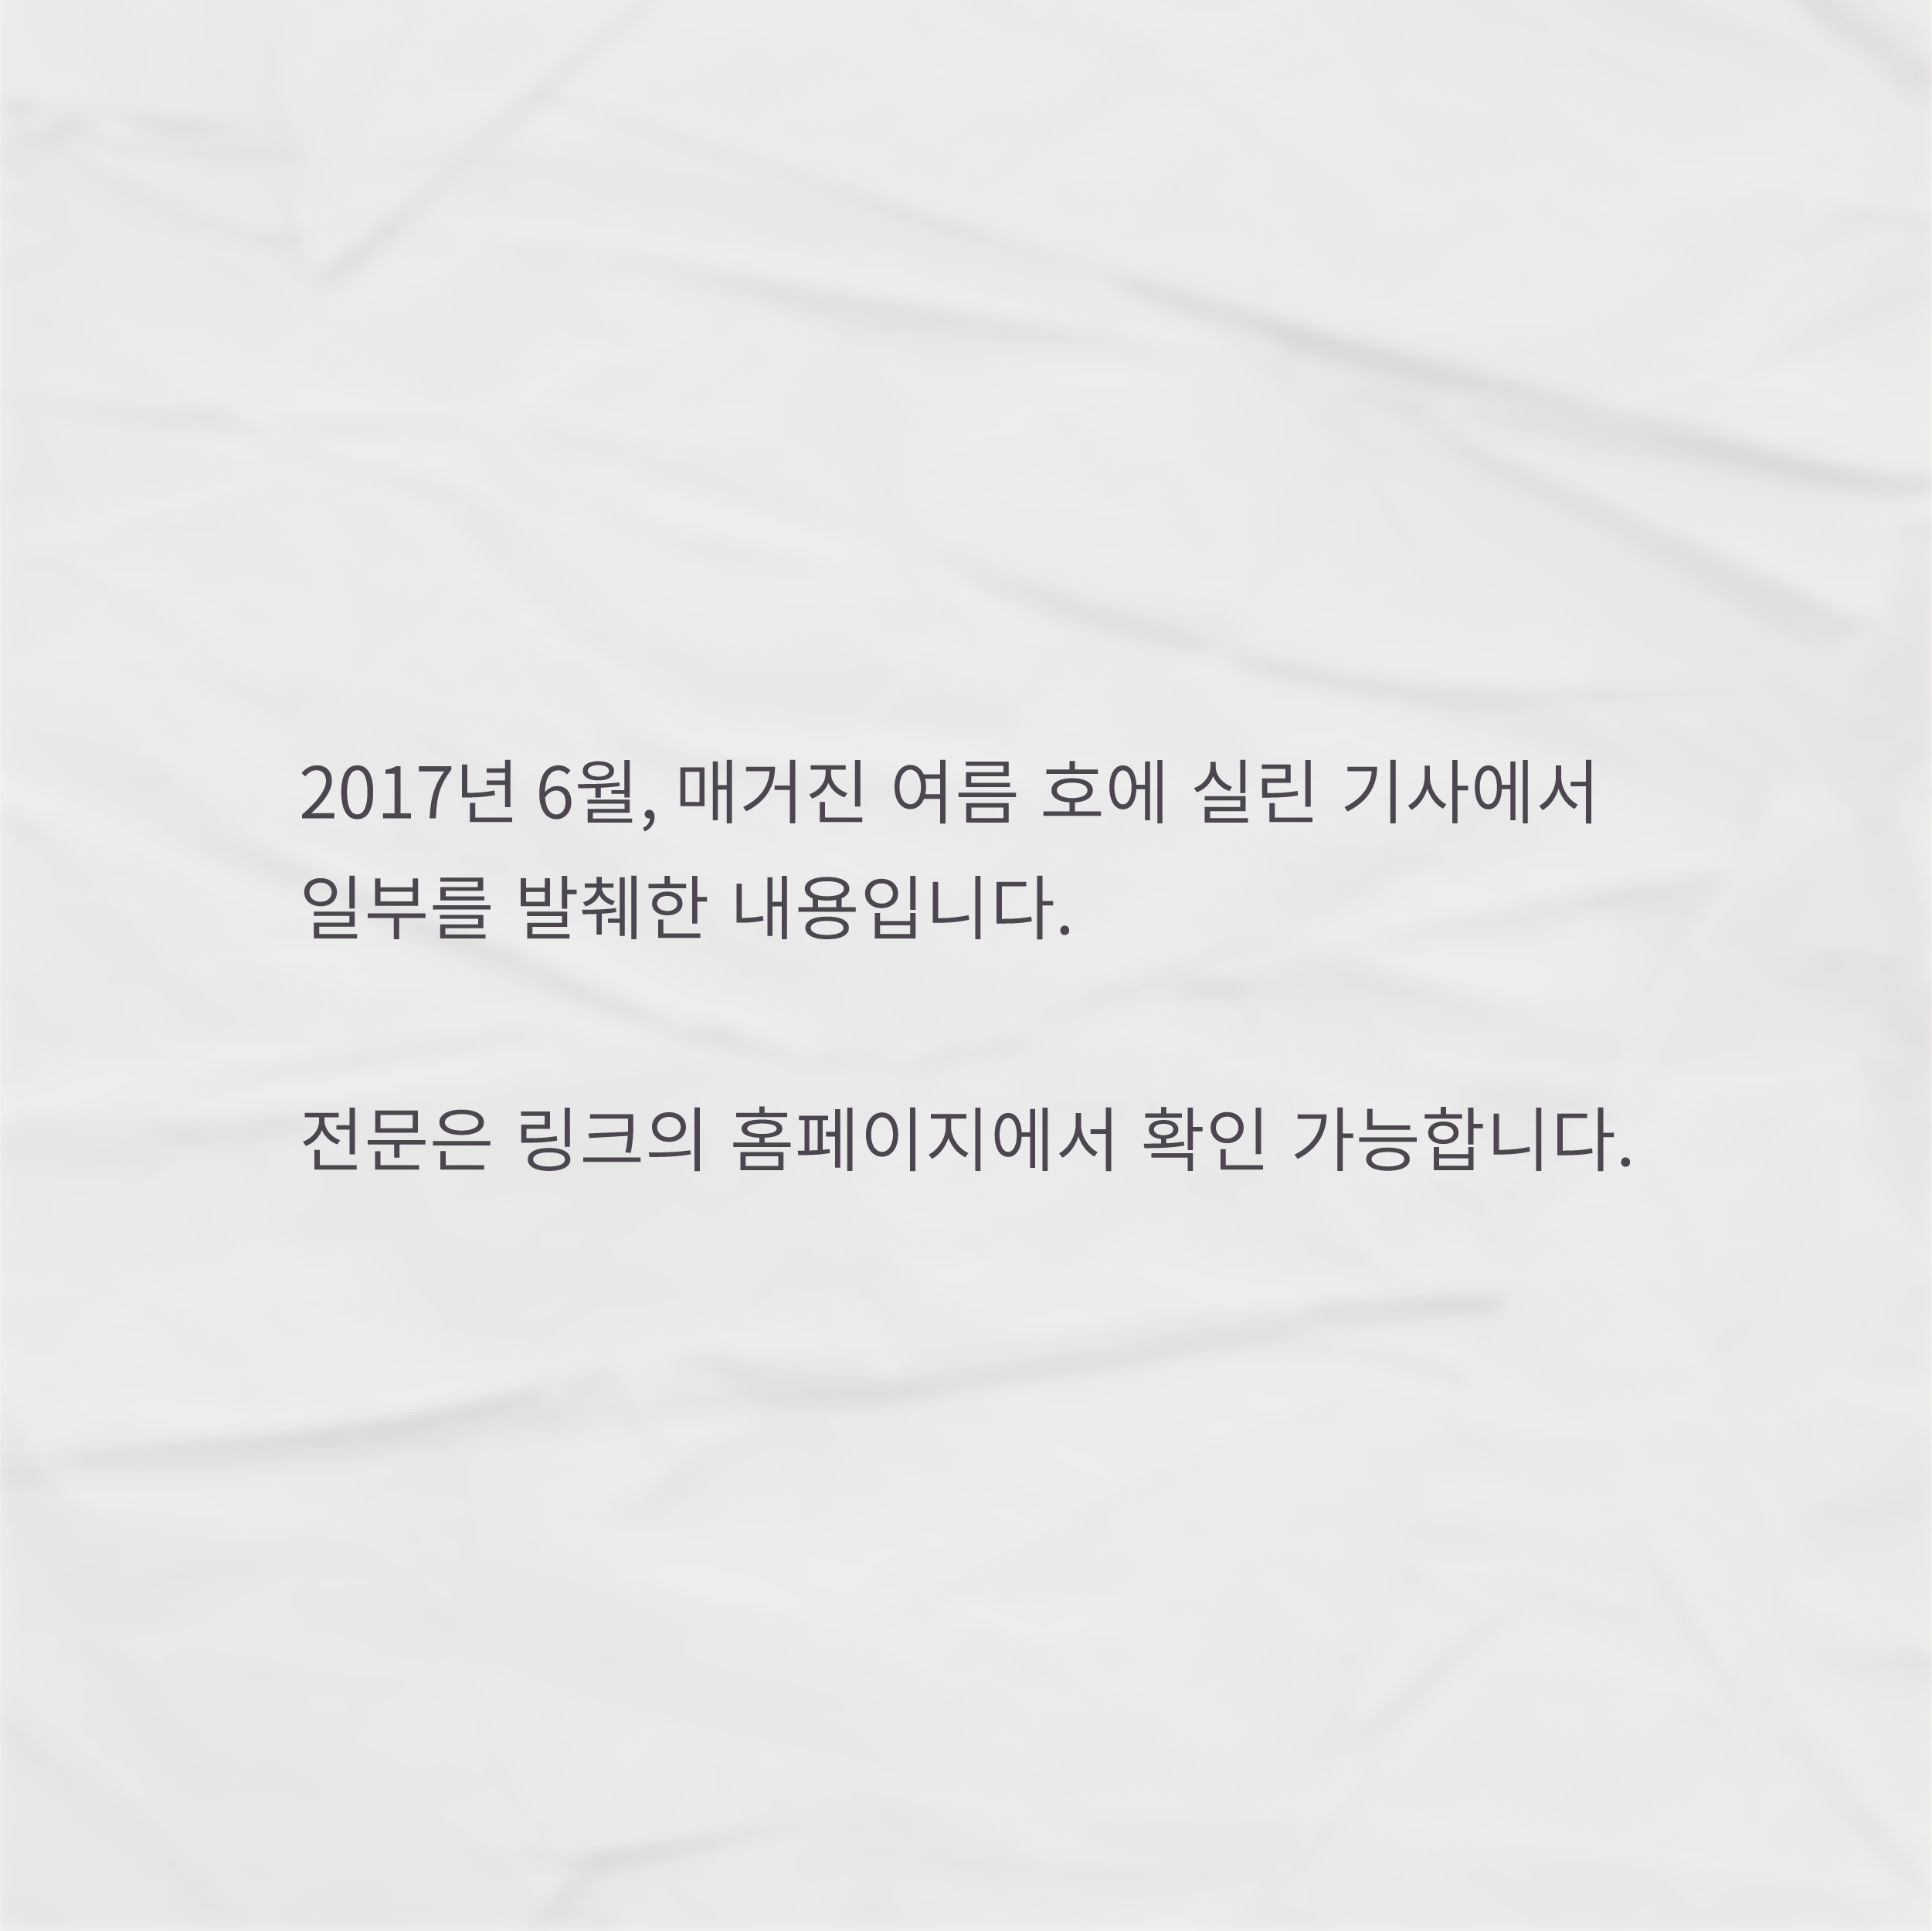 2017년 6월, 매거진 여름 호에 실린 기사에서
일부를 발췌한 내용입니다.
전문은 링크의 홈페이지에서 확인 가능합니다.